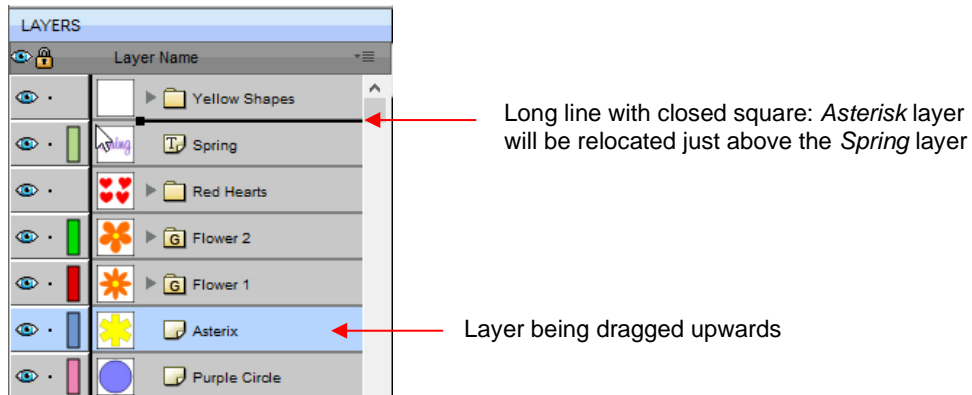 LAYERS
Layer Name
Yellow Shapes
Long line with closed square: Asterisk layer
will be relocated just above the Spring layer
T Spring
Red Hearts
G Flower 2
G Flower 1
Asterix
Layer being dragged upwards
Purple Circle